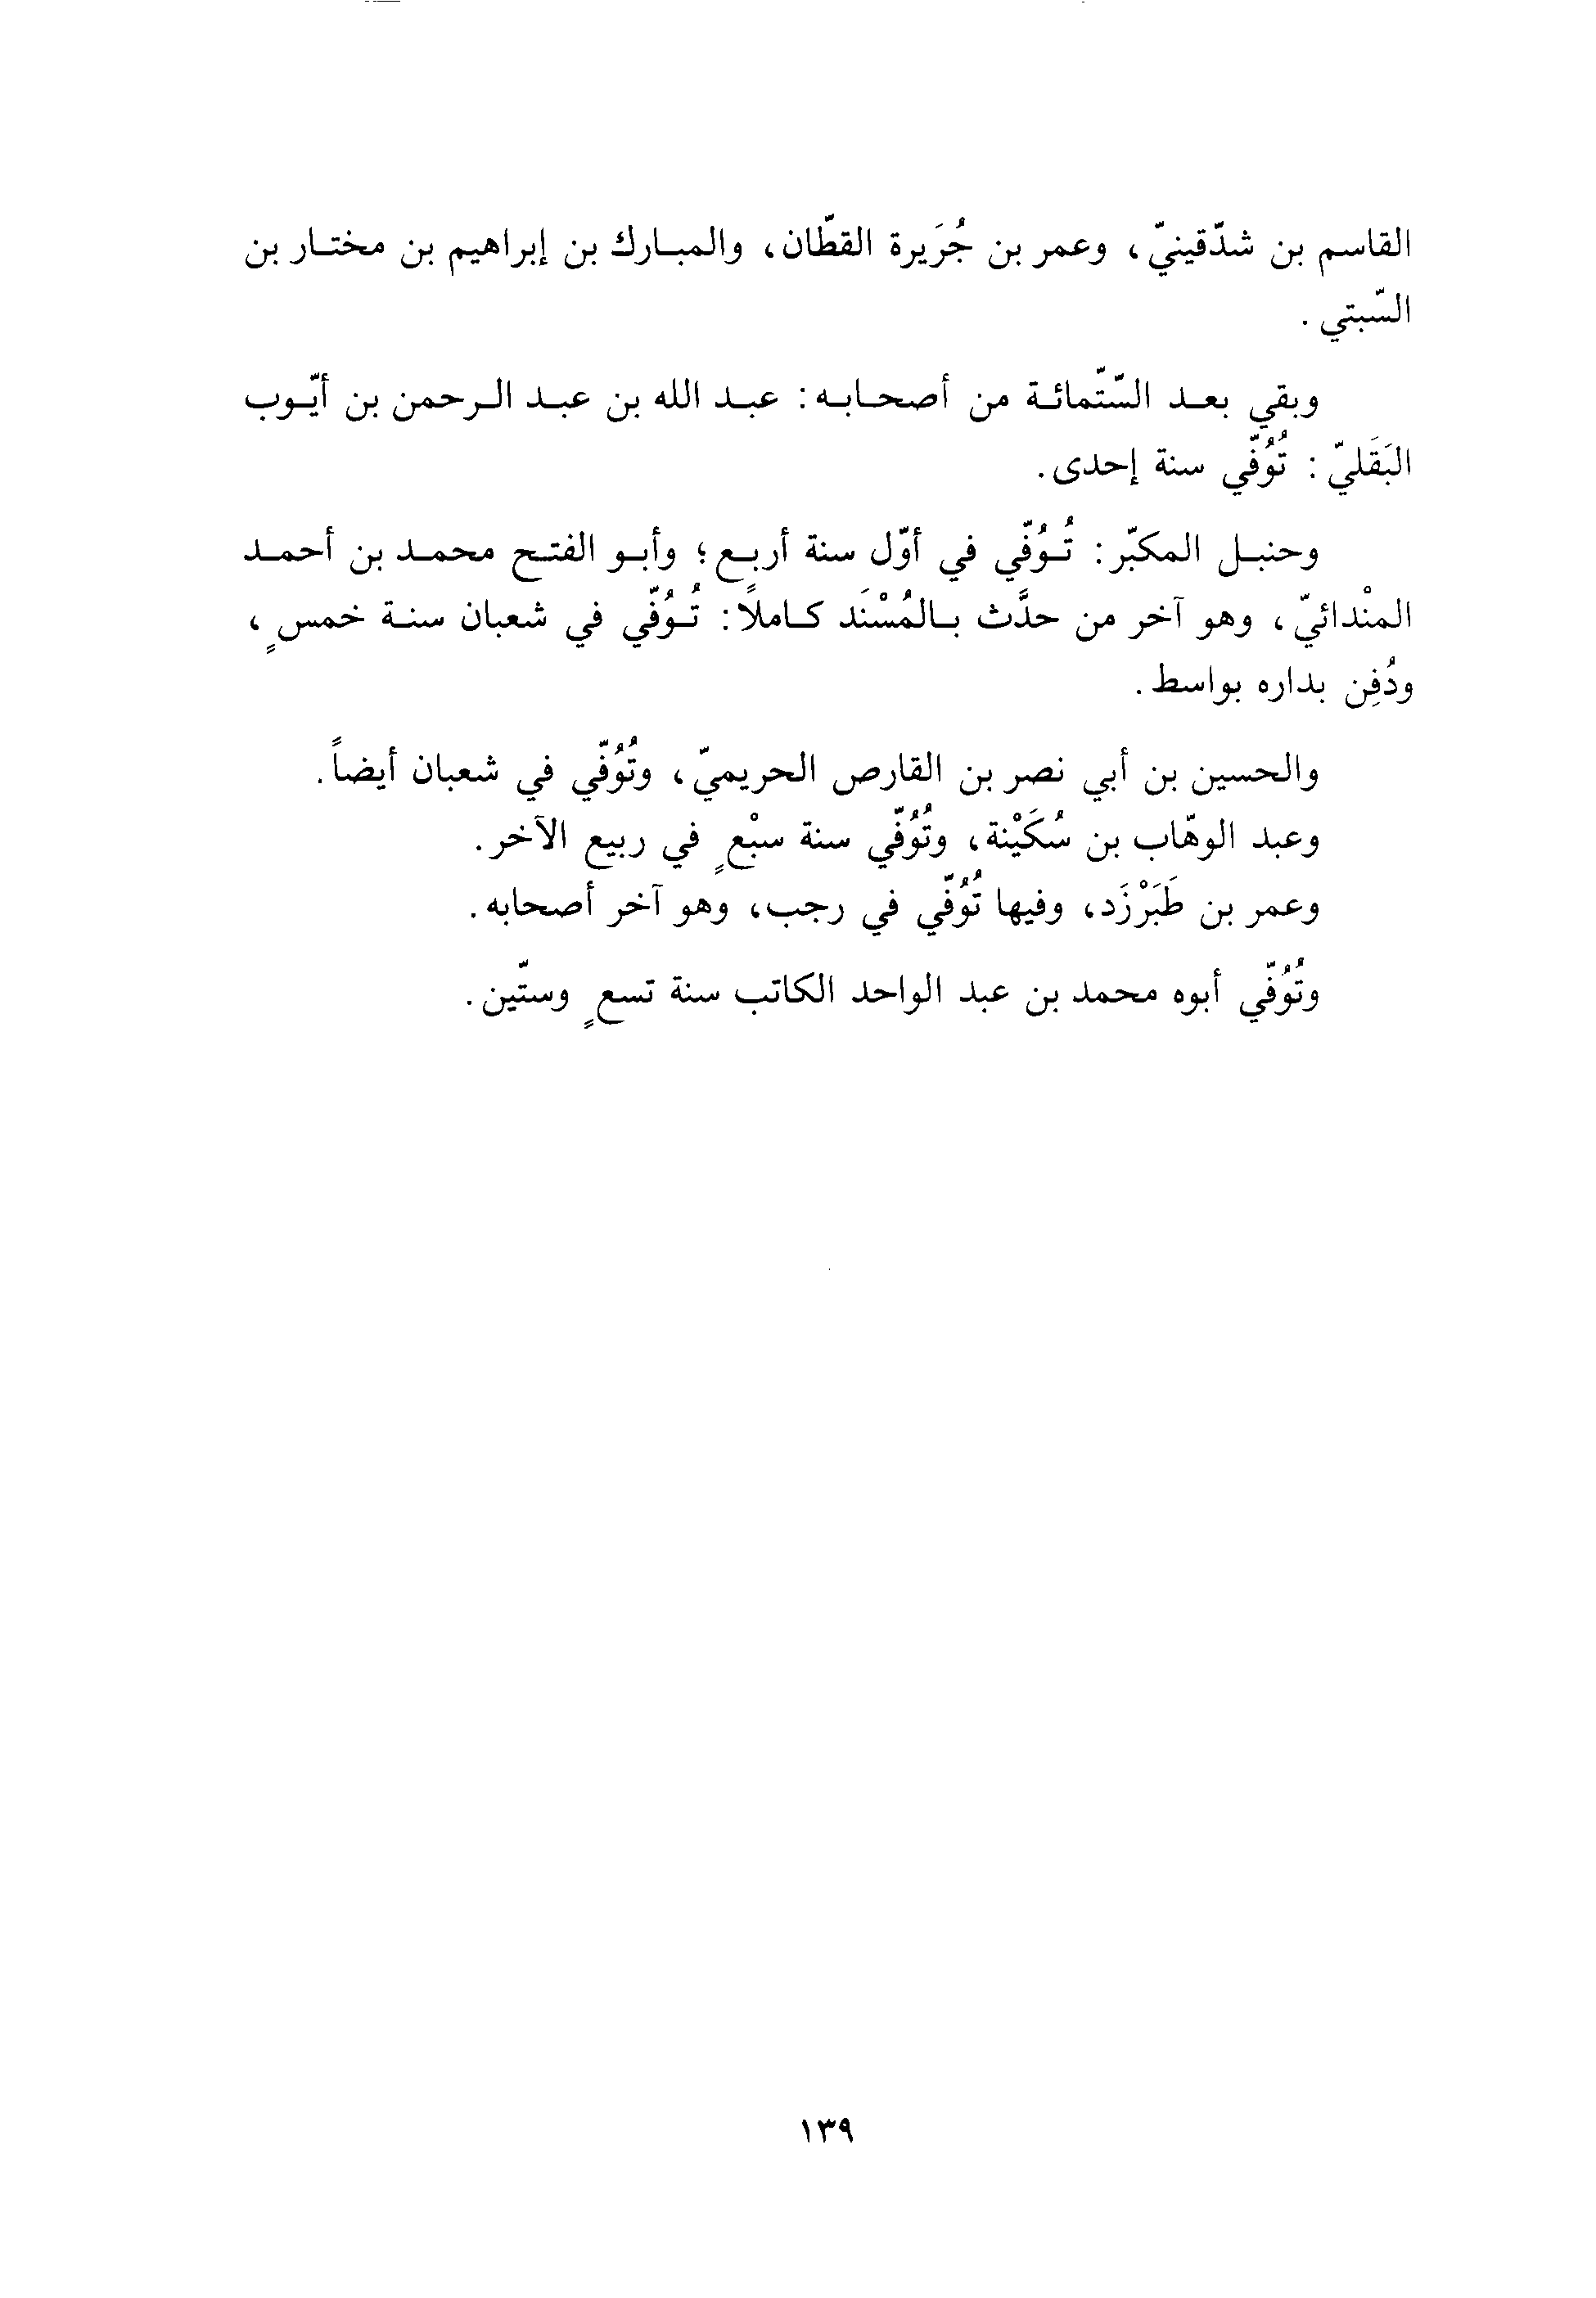 القاسم بن شدّقينيّ، وعمر بن جُرَيرة القطّان، والمبارك بن إبراهيم بن مختار بن
السّبتي.
وبقي بعد السّتّمائة من أصحابه: عبد الله بن عبد الرحمن بن أيّوب
البَقَليّ: تُوُفّي سنة إحدى.
وحنبل المكبّر: تُوُفّي في أوّل سنة أربع؛ وأبو الفتح محمد بن أحمد
المنْدائيّ، وهو آخر من حدَّث بالمُسْنَد كاملاً: تُوُفّي في شعبان سنة خمسٍ،
ودُفِن بداره بواسط.
والحسين بن أبي نصر بن القارص الحريميّ، وتُوُفّي في شعبان أيضاً.
وعبد الوهّاب بن سُكَيْنة، وتُوُفّي سنة سبْعٍ في ربيع الآخر.
وعمر بن طَبَرْزَد، وفيها تُوُفّي في رجب، وهو آخر أصحابه.
وتُوُفّي أبوه محمد بن عبد الواحد الكاتب سنة تسعٍ وستّين.
١٣٩